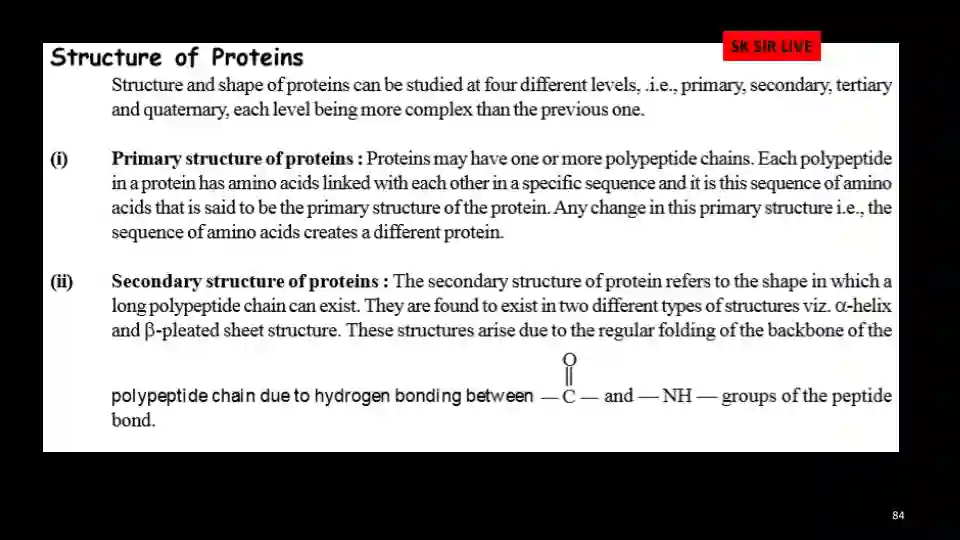 SK SIR LIVE
Structure of Proteins
Structure and shape of proteins can be studied at four different levels, .i.e., primary, secondary, tertiary
and quaternary, each level being more complex than the previous one.
(i) Primary structure of proteins : Proteins may have one or more polypeptide chains. Each polypeptide
in a protein has amino acids linked with each other in a specific sequence and it is this sequence of amino
acids that is said to be the primary structure of the protein. Any change in this primary structure i.e., the
sequence of amino acids creates a different protein.
(ii) Secondary structure of proteins : The secondary structure of protein refers to the shape in which a
long polypeptide chain can exist. They are found to exist in two different types of structures viz. α-helix
and β-pleated sheet structure. These structures arise due to the regular folding of the backbone of the
O
||
polypeptide chain due to hydrogen bonding between — C — and — NH — groups of the peptide
bond.
84